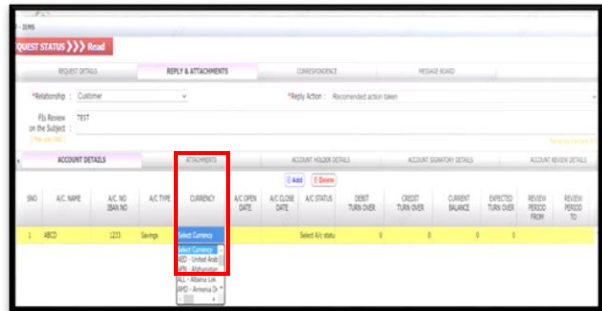 - IEMS
QUEST STATUS ❯❯❯ Read
REQUEST DETAILS REPLY & ATTACHMENTS CORRESPONDENCE MESSAGE BOARD
*Relationship : Customer *Reply Action : Recomended action taken
FIs Review on the Subject : TEST
ACCOUNT DETAILS ATTACHMENTS ACCOUNT HOLDER DETAILS ACCOUNT SIGNATORY DETAILS ACCOUNT REVIEW DETAILS
Add Delete
SNO A/C. NAME A/C. NO IBAN NO A/C TYPE CURRENCY A/C OPEN DATE A/C CLOSE DATE A/C STATUS DEBIT TURN OVER CREDIT TURN OVER CURRENT BALANCE EXPECTED TURN OVER REVIEW PERIOD FROM REVIEW PERIOD TO
1 ABCD 1233 Savings Select Currency Select A/c statu 0 0 0 0
Select Currency
AED - United Arab
AFN - Afghanistan
ALL - Albania Lek
AMD - Armenia Dr